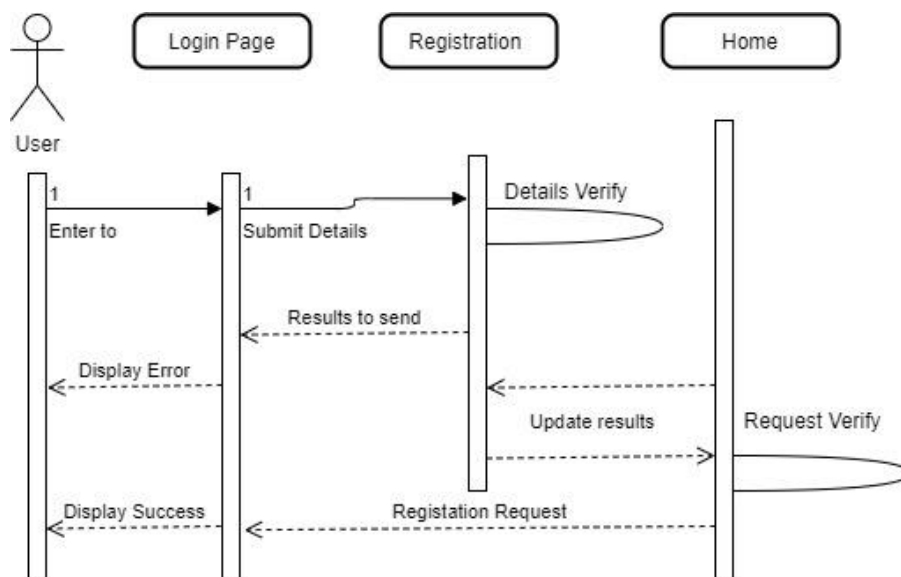 Login Page
Registration
Home
User
1
1
Details Verify
Enter to
Submit Details
Results to send
Display Error
Update results
Request Verify
Display Success
Registation Request